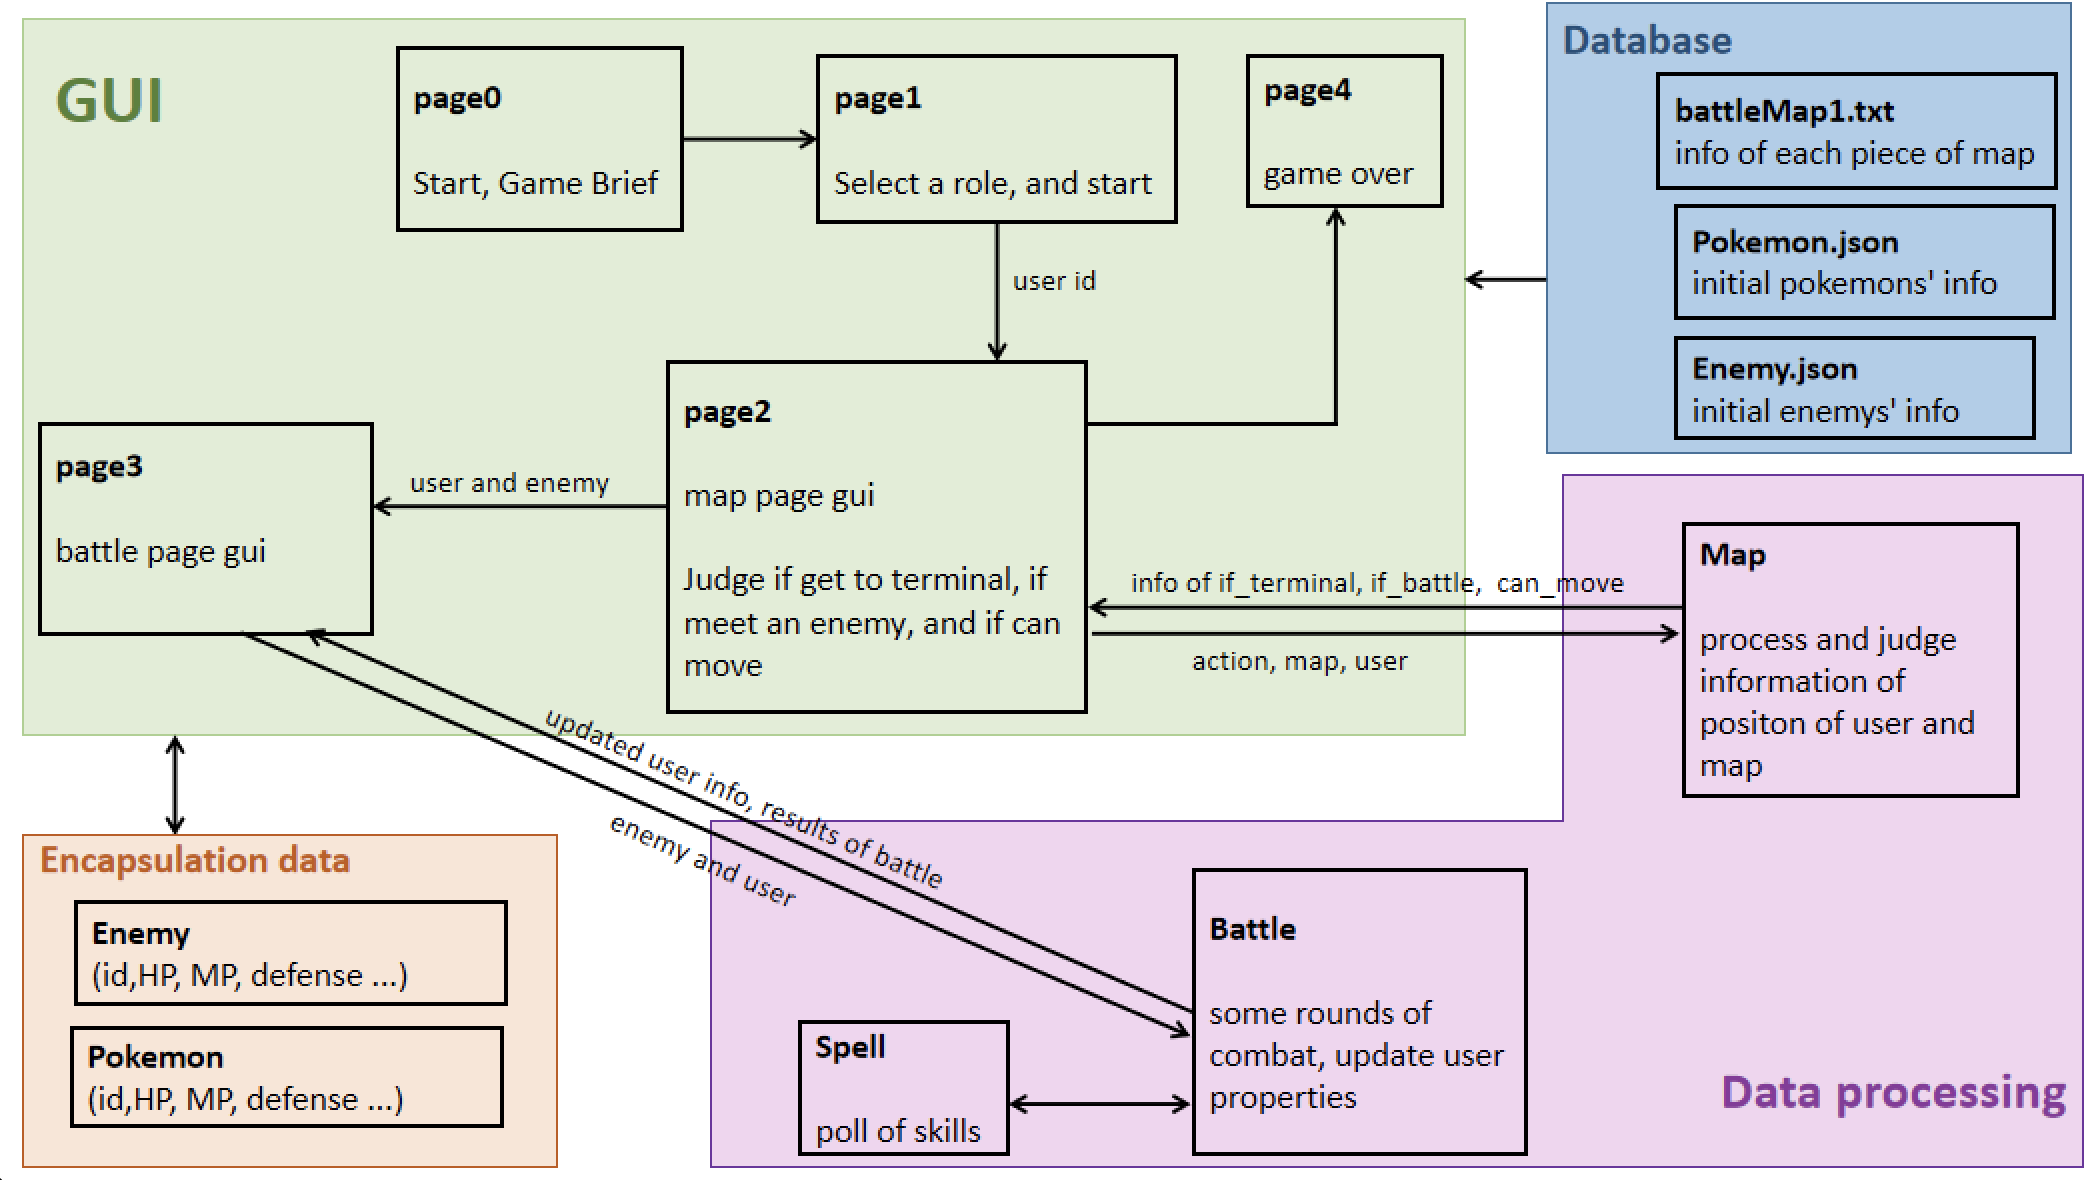 GUI
page0
Start, Game Brief
page1
Select a role, and start
page4
game over
user id
page2
map page gui
Judge if get to terminal, if
meet an enemy, and if can
move
user and enemy
page3
battle page gui
Database
battleMap1.txt
info of each piece of map
Pokemon.json
initial pokemons' info
Enemy.json
initial enemys' info
info of if_terminal, if_battle,  can_move
action, map, user
Map
process and judge
information of
positon of user and
map
updated user info, results of battle
enemy and user
Encapsulation data
Enemy
(id,HP, MP, defense ...)
Pokemon
(id,HP, MP, defense ...)
Battle
some rounds of
combat, update user
properties
Spell
poll of skills
Data processing